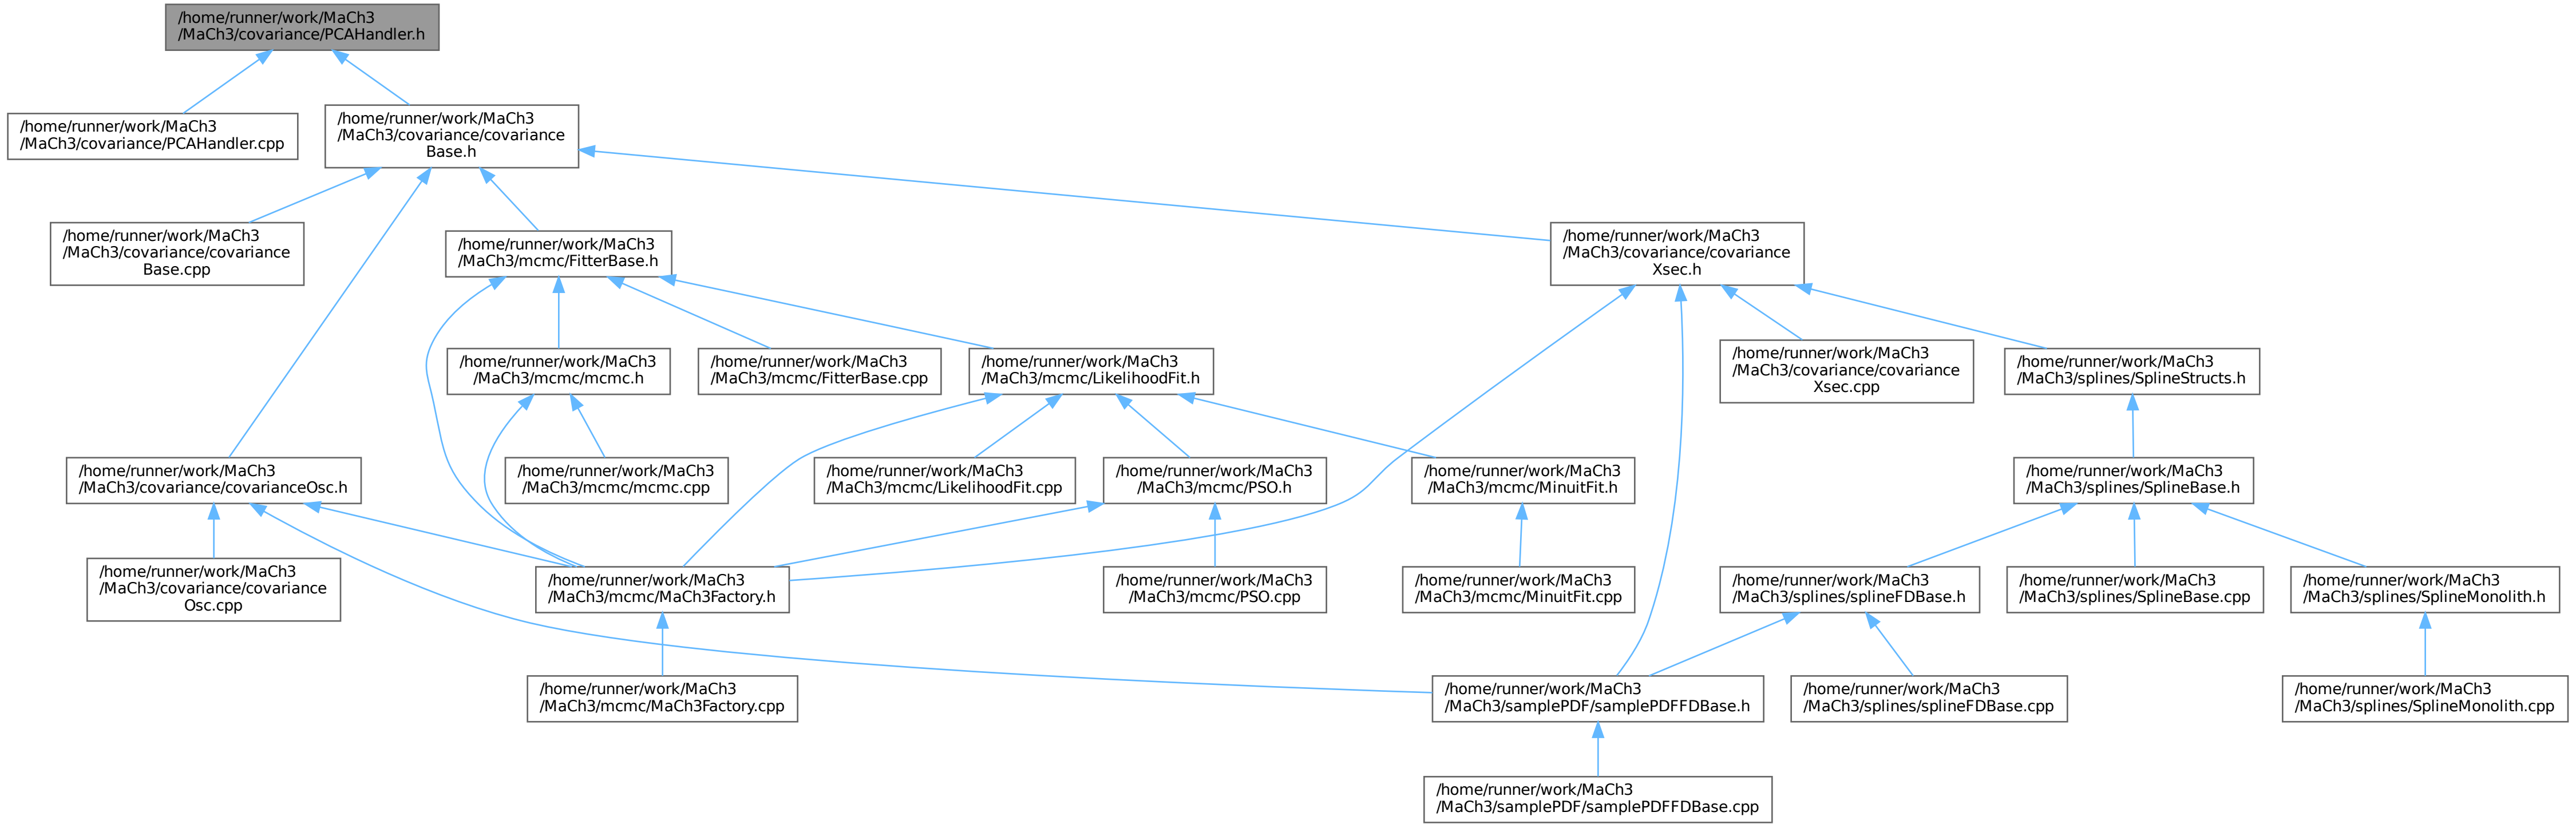 /home/runner/work/MaCh3
/MaCh3/covariance/PCAHandler.h
/home/runner/work/MaCh3
/MaCh3/covariance/PCAHandler.cpp
/home/runner/work/MaCh3
/MaCh3/covariance/covariance
Base.h
/home/runner/work/MaCh3
/MaCh3/covariance/covariance
Base.cpp
/home/runner/work/MaCh3
/MaCh3/mcmc/FitterBase.h
/home/runner/work/MaCh3
/MaCh3/covariance/covariance
Xsec.h
/home/runner/work/MaCh3
/MaCh3/mcmc/mcmc.h
/home/runner/work/MaCh3
/MaCh3/mcmc/FitterBase.cpp
/home/runner/work/MaCh3
/MaCh3/mcmc/LikelihoodFit.h
/home/runner/work/MaCh3
/MaCh3/covariance/covariance
Xsec.cpp
/home/runner/work/MaCh3
/MaCh3/splines/SplineStructs.h
/home/runner/work/MaCh3
/MaCh3/covariance/covarianceOsc.h
/home/runner/work/MaCh3
/MaCh3/mcmc/mcmc.cpp
/home/runner/work/MaCh3
/MaCh3/mcmc/LikelihoodFit.cpp
/home/runner/work/MaCh3
/MaCh3/mcmc/PSO.h
/home/runner/work/MaCh3
/MaCh3/mcmc/MinuitFit.h
/home/runner/work/MaCh3
/MaCh3/splines/SplineBase.h
/home/runner/work/MaCh3
/MaCh3/covariance/covariance
Osc.cpp
/home/runner/work/MaCh3
/MaCh3/mcmc/MaCh3Factory.h
/home/runner/work/MaCh3
/MaCh3/mcmc/PSO.cpp
/home/runner/work/MaCh3
/MaCh3/mcmc/MinuitFit.cpp
/home/runner/work/MaCh3
/MaCh3/splines/splineFDBase.h
/home/runner/work/MaCh3
/MaCh3/splines/SplineBase.cpp
/home/runner/work/MaCh3
/MaCh3/splines/SplineMonolith.h
/home/runner/work/MaCh3
/MaCh3/mcmc/MaCh3Factory.cpp
/home/runner/work/MaCh3
/MaCh3/samplePDF/samplePDFFDBase.h
/home/runner/work/MaCh3
/MaCh3/splines/splineFDBase.cpp
/home/runner/work/MaCh3
/MaCh3/splines/SplineMonolith.cpp
/home/runner/work/MaCh3
/MaCh3/samplePDF/samplePDFFDBase.cpp